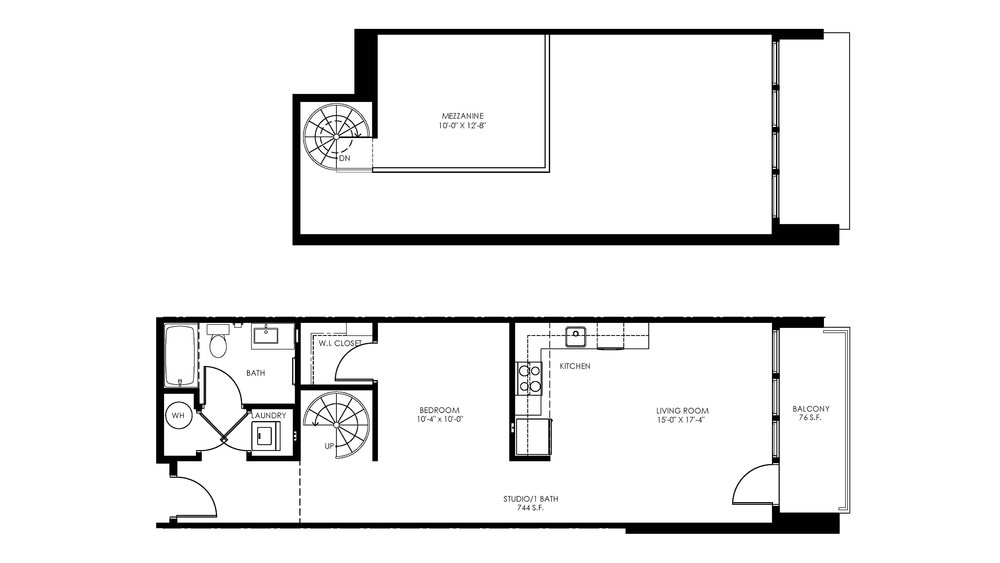 MEZZANINE
10'-0" X 12'-8"
DN
W.I. CLOSET
BATH
KITCHEN
WH
LAUNDRY
BEDROOM
10'-4" x 10'-0"
LIVING ROOM
15'-0" X 17'-4"
BALCONY
76 S.F.
UP
STUDIO/1 BATH
744 S.F.